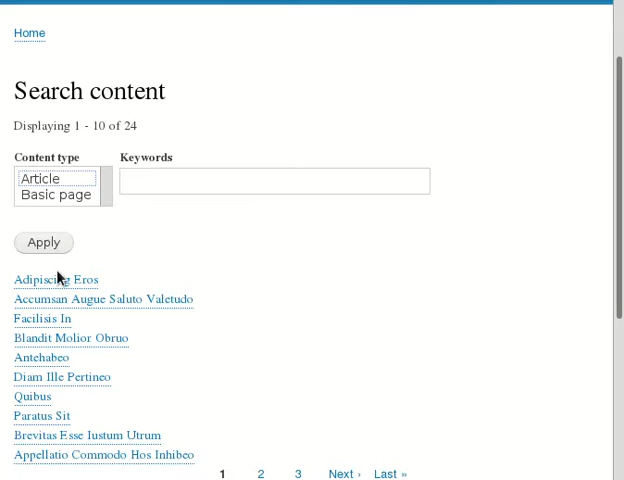 Home
Search content
Displaying 1 - 10 of 24
Content type Keywords
Article
Basic page
Apply
Adipiscing Eros
Accumsan Augue Saluto Valetudo
Facilisis In
Blandit Molior Obruo
Antehabeo
Diam Ille Pertineo
Quibus
Paratus Sit
Brevitas Esse Iustum Utrum
Appellatio Commodo Hos Inhibeo
1 2 3 Next › Last »